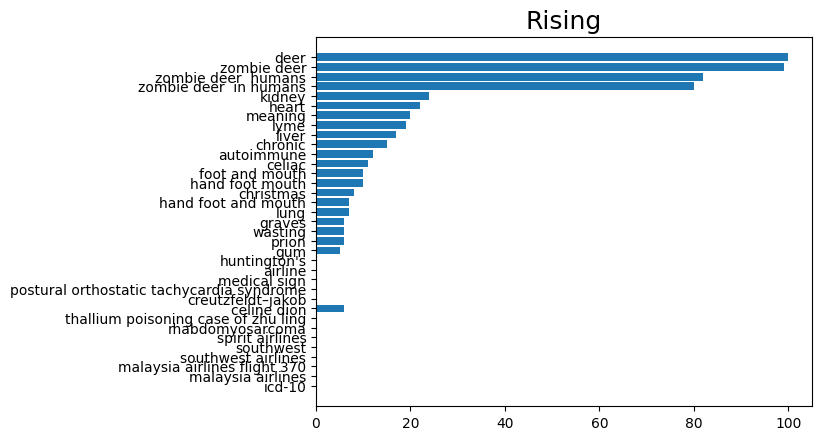 Rising
deer
zombie deer
zombie deer  humans
zombie deer  in humans
kidney
heart
meaning
lyme
liver
chronic
autoimmune
celiac
foot and mouth
hand foot mouth
christmas
hand foot and mouth
lung
graves
wasting
prion
gum
huntington's
airline
medical sign
postural orthostatic tachycardia syndrome
creutzfeldt–jakob
celine dion
thallium poisoning case of zhu ling
rhabdomyosarcoma
spirit airlines
southwest
southwest airlines
malaysia airlines flight 370
malaysia airlines
icd-10
0 20 40 60 80 100